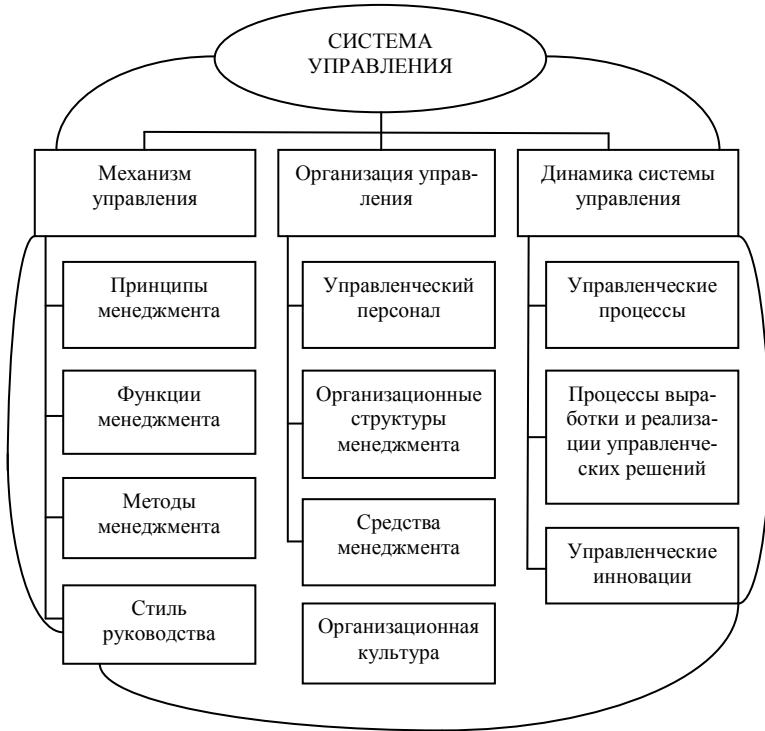 СИСТЕМА
УПРАВЛЕНИЯ
Механизм
управления
Принципы
менеджмента
Функции
менеджмента
Методы
менеджмента
Стиль
руководства
Организация управ-
ления
Управленческий
персонал
Организационные
структуры
менеджмента
Средства
менеджмента
Организационная
культура
Динамика системы
управления
Управленческие
процессы
Процессы выра-
ботки и реализа-
ции управленче-
ских решений
Управленческие
инновации